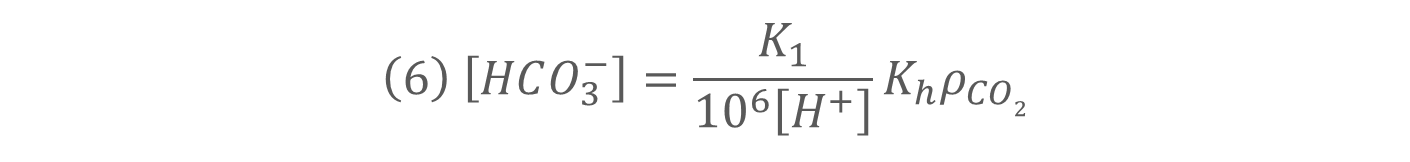 (6) [HCO₃⁻] = K₁ / 10⁶[H⁺] K_h ρ_CO₂